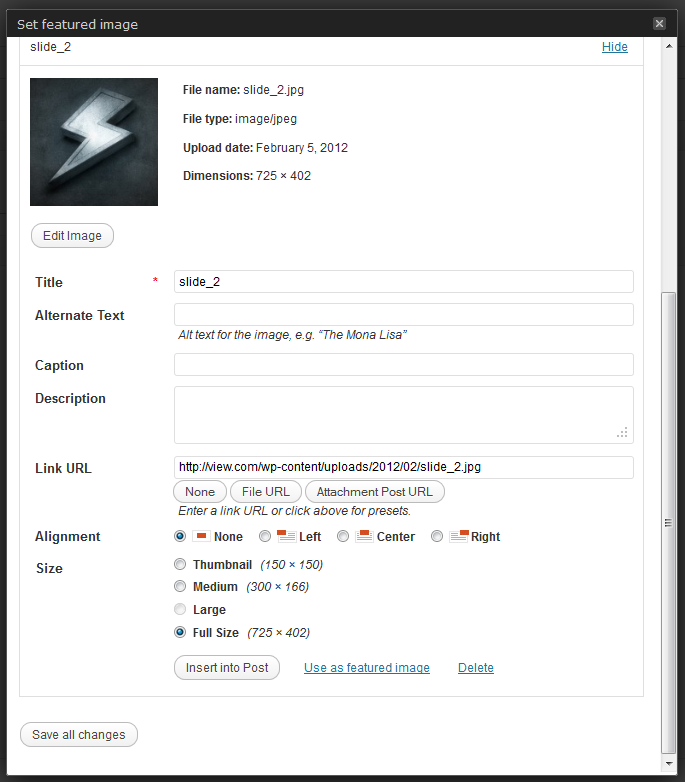 Set featured image
slide_2 Hide
File name: slide_2.jpg
File type: image/jpeg
Upload date: February 5, 2012
Dimensions: 725 × 402
Edit Image
Title * slide_2
Alternate Text
Alt text for the image, e.g. “The Mona Lisa”
Caption
Description
Link URL http://view.com/wp-content/uploads/2012/02/slide_2.jpg
None File URL Attachment Post URL
Enter a link URL or click above for presets.
Alignment None Left Center Right
Size Thumbnail (150 × 150)
Medium (300 × 166)
Large
Full Size (725 × 402)
Insert into Post Use as featured image Delete
Save all changes